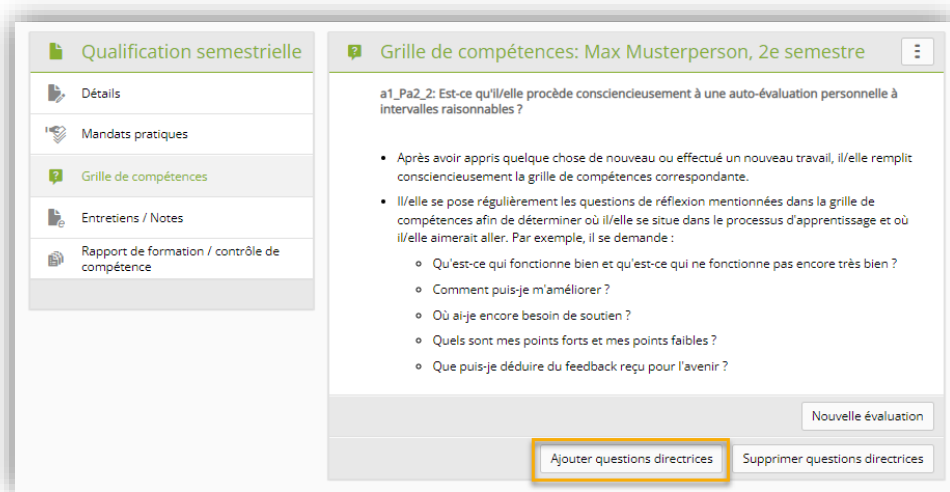 Qualification semestrielle
Détails
Mandats pratiques
Grille de compétences
Entretiens / Notes
Rapport de formation / contrôle de
compétence
Grille de compétences: Max Musterperson, 2e semestre
a1_Pa2_2: Est-ce qu'il/elle procède consciencieusement à une auto-évaluation personnelle à
intervalles raisonnables ?
• Après avoir appris quelque chose de nouveau ou effectué un nouveau travail, il/elle remplit
consciencieusement la grille de compétences correspondante.
• Il/elle se pose régulièrement les questions de réflexion mentionnées dans la grille de
compétences afin de déterminer où il/elle se situe dans le processus d'apprentissage et où
il/elle aimerait aller. Par exemple, il se demande :
Qu'est-ce qui fonctionne bien et qu'est-ce qui ne fonctionne pas encore très bien ?
Comment puis-je m'améliorer ?
Où ai-je encore besoin de soutien ?
Quels sont mes points forts et mes points faibles ?
Que puis-je déduire du feedback reçu pour l'avenir ?
Nouvelle évaluation
Ajouter questions directrices
Supprimer questions directrices